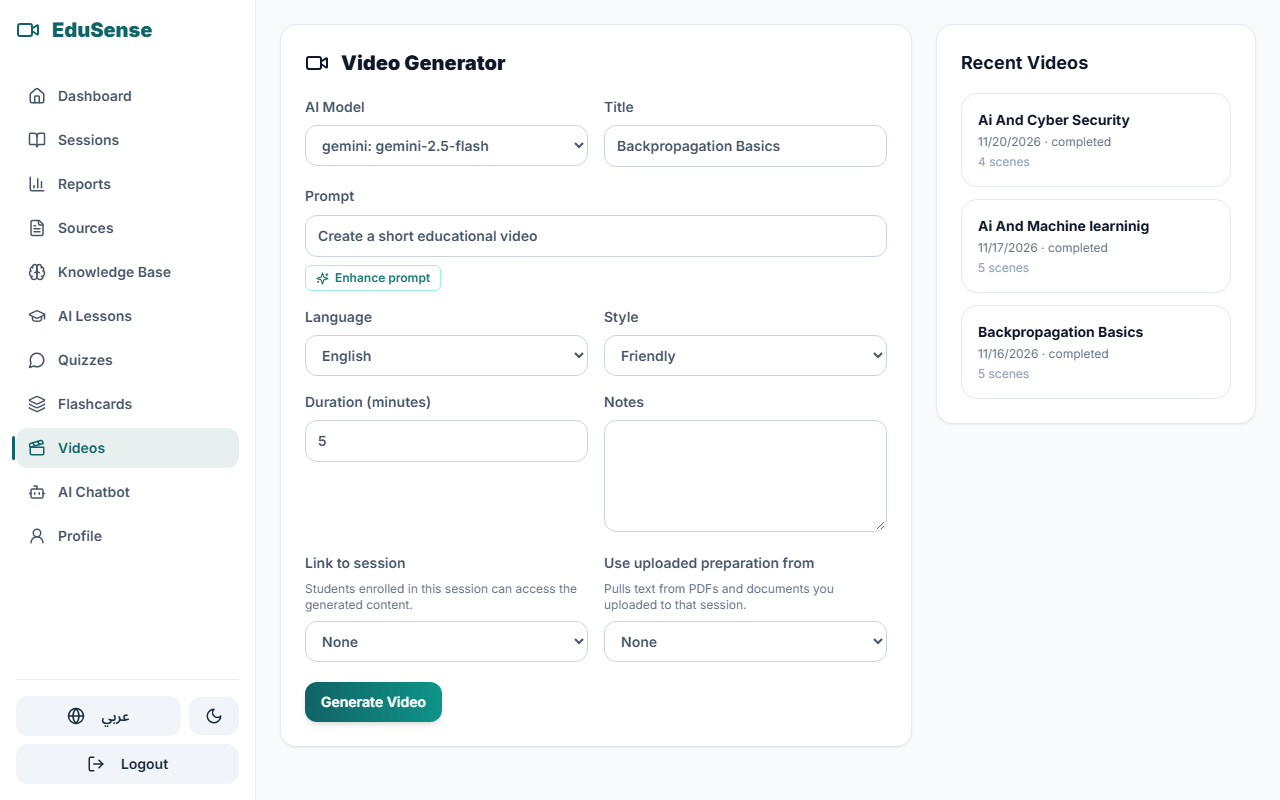 EduSense
Dashboard
Sessions
Reports
Sources
Knowledge Base
AI Lessons
Quizzes
Flashcards
Videos
AI Chatbot
Profile
عربي
Logout
Video Generator
AI Model
gemini: gemini-2.5-flash
Title
Backpropagation Basics
Prompt
Create a short educational video
Enhance prompt
Language
English
Style
Friendly
Duration (minutes)
5
Notes
Link to session
Students enrolled in this session can access the
generated content.
None
Use uploaded preparation from
Pulls text from PDFs and documents you
uploaded to that session.
None
Generate Video
Recent Videos
Ai And Cyber Security
11/20/2026 · completed
4 scenes
Ai And Machine learninig
11/17/2026 · completed
5 scenes
Backpropagation Basics
11/16/2026 · completed
5 scenes